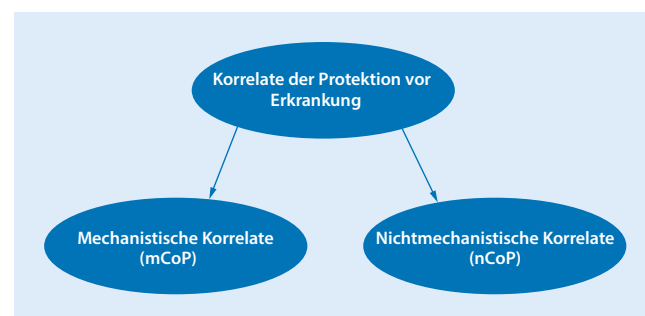 Korrelate der Protektion vor
Erkrankung
Mechanistische Korrelate
(mCoP)
Nichtmechanistische Korrelate
(nCoP)